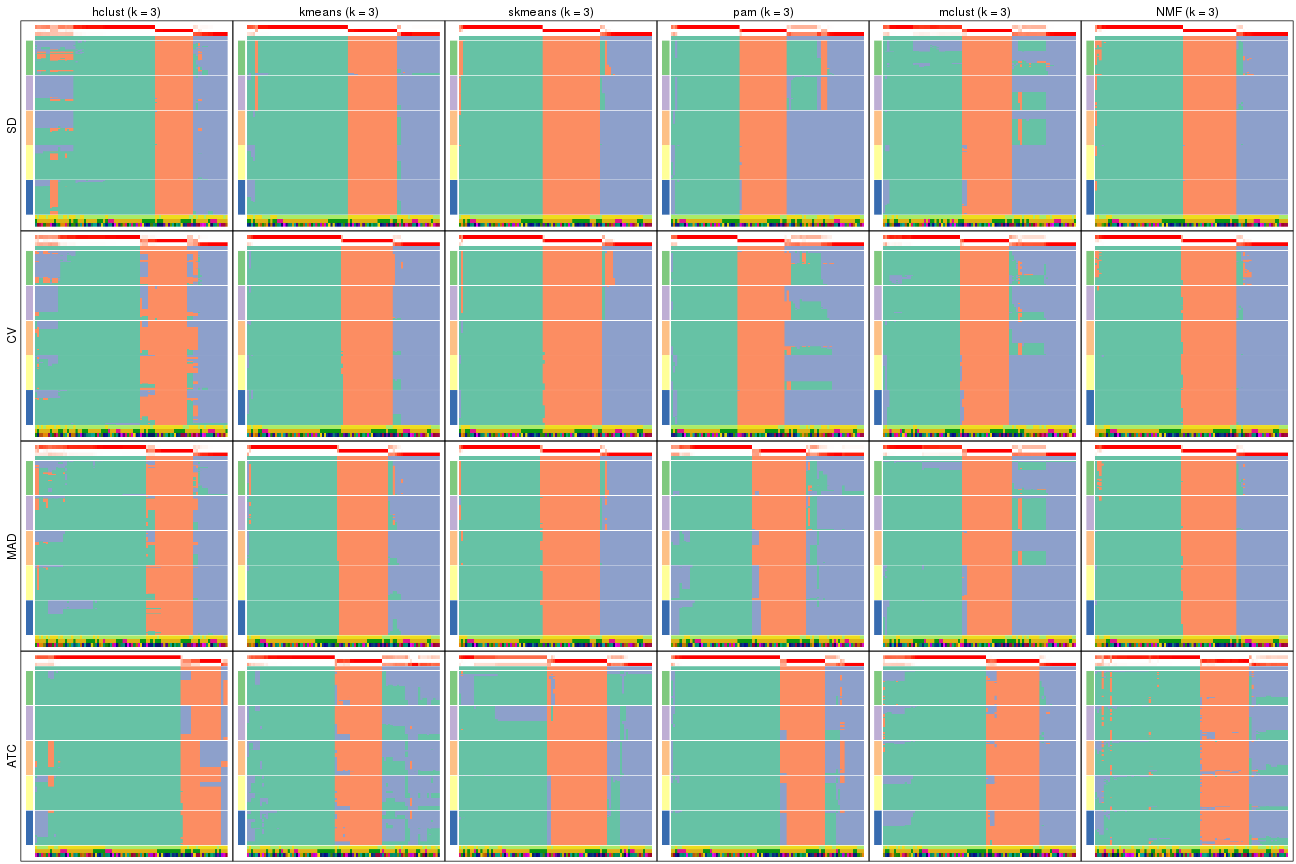 hclust (k = 3)
kmeans (k = 3)
skmeans (k = 3)
pam (k = 3)
mclust (k = 3)
NMF (k = 3)
SD
CV
MAD
ATC